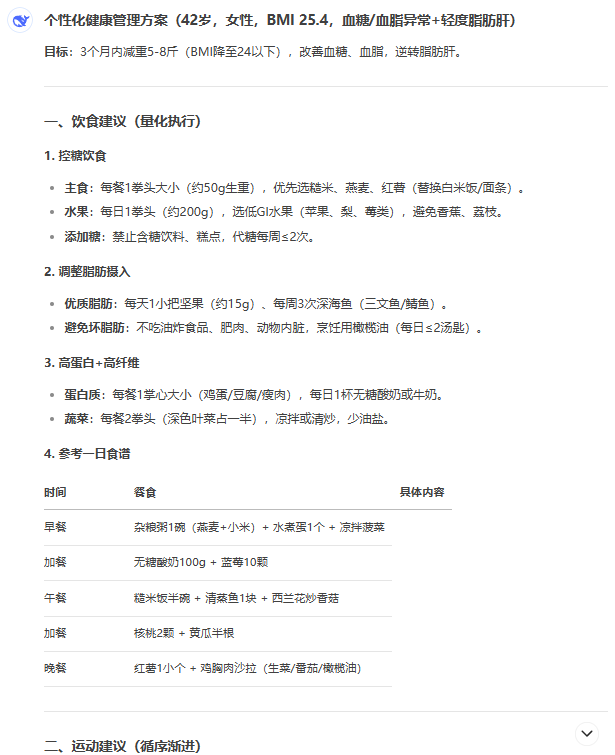 个性化健康管理方案（42岁，女性，BMI 25.4，血糖/血脂异常+轻度脂肪肝）
目标：3个月内减重5-8斤（BMI降至24以下），改善血糖、血脂，逆转脂肪肝。
一、饮食建议（量化执行）
1. 控糖饮食
主食：每餐1拳头大小（约50g生重），优先选糙米、燕麦、红薯（替换白米饭/面条）。
水果：每日1拳头（约200g），选低GI水果（苹果、梨、莓类），避免香蕉、荔枝。
添加糖：禁止含糖饮料、糕点，代糖每周≤2次。
2. 调整脂肪摄入
优质脂肪：每天1小把坚果（约15g）、每周3次深海鱼（三文鱼/鲭鱼）。
避免坏脂肪：不吃油炸食品、肥肉、动物内脏，烹饪用橄榄油（每日≤2汤匙）。
3. 高蛋白+高纤维
蛋白质：每餐1掌心大小（鸡蛋/豆腐/瘦肉），每日1杯无糖酸奶或牛奶。
蔬菜：每餐2拳头（深色叶菜占一半），凉拌或清炒，少油盐。
4. 参考一日食谱
时间 餐食 具体内容
早餐 杂粮粥1碗（燕麦+小米）+ 水煮蛋1个 + 凉拌菠菜
加餐 无糖酸奶100g + 蓝莓10颗
午餐 糙米饭半碗 + 清蒸鱼1块 + 西兰花炒香菇
加餐 核桃2颗 + 黄瓜半根
晚餐 红薯1小个 + 鸡胸肉沙拉（生菜/番茄/橄榄油）
二、运动建议（循序渐进）